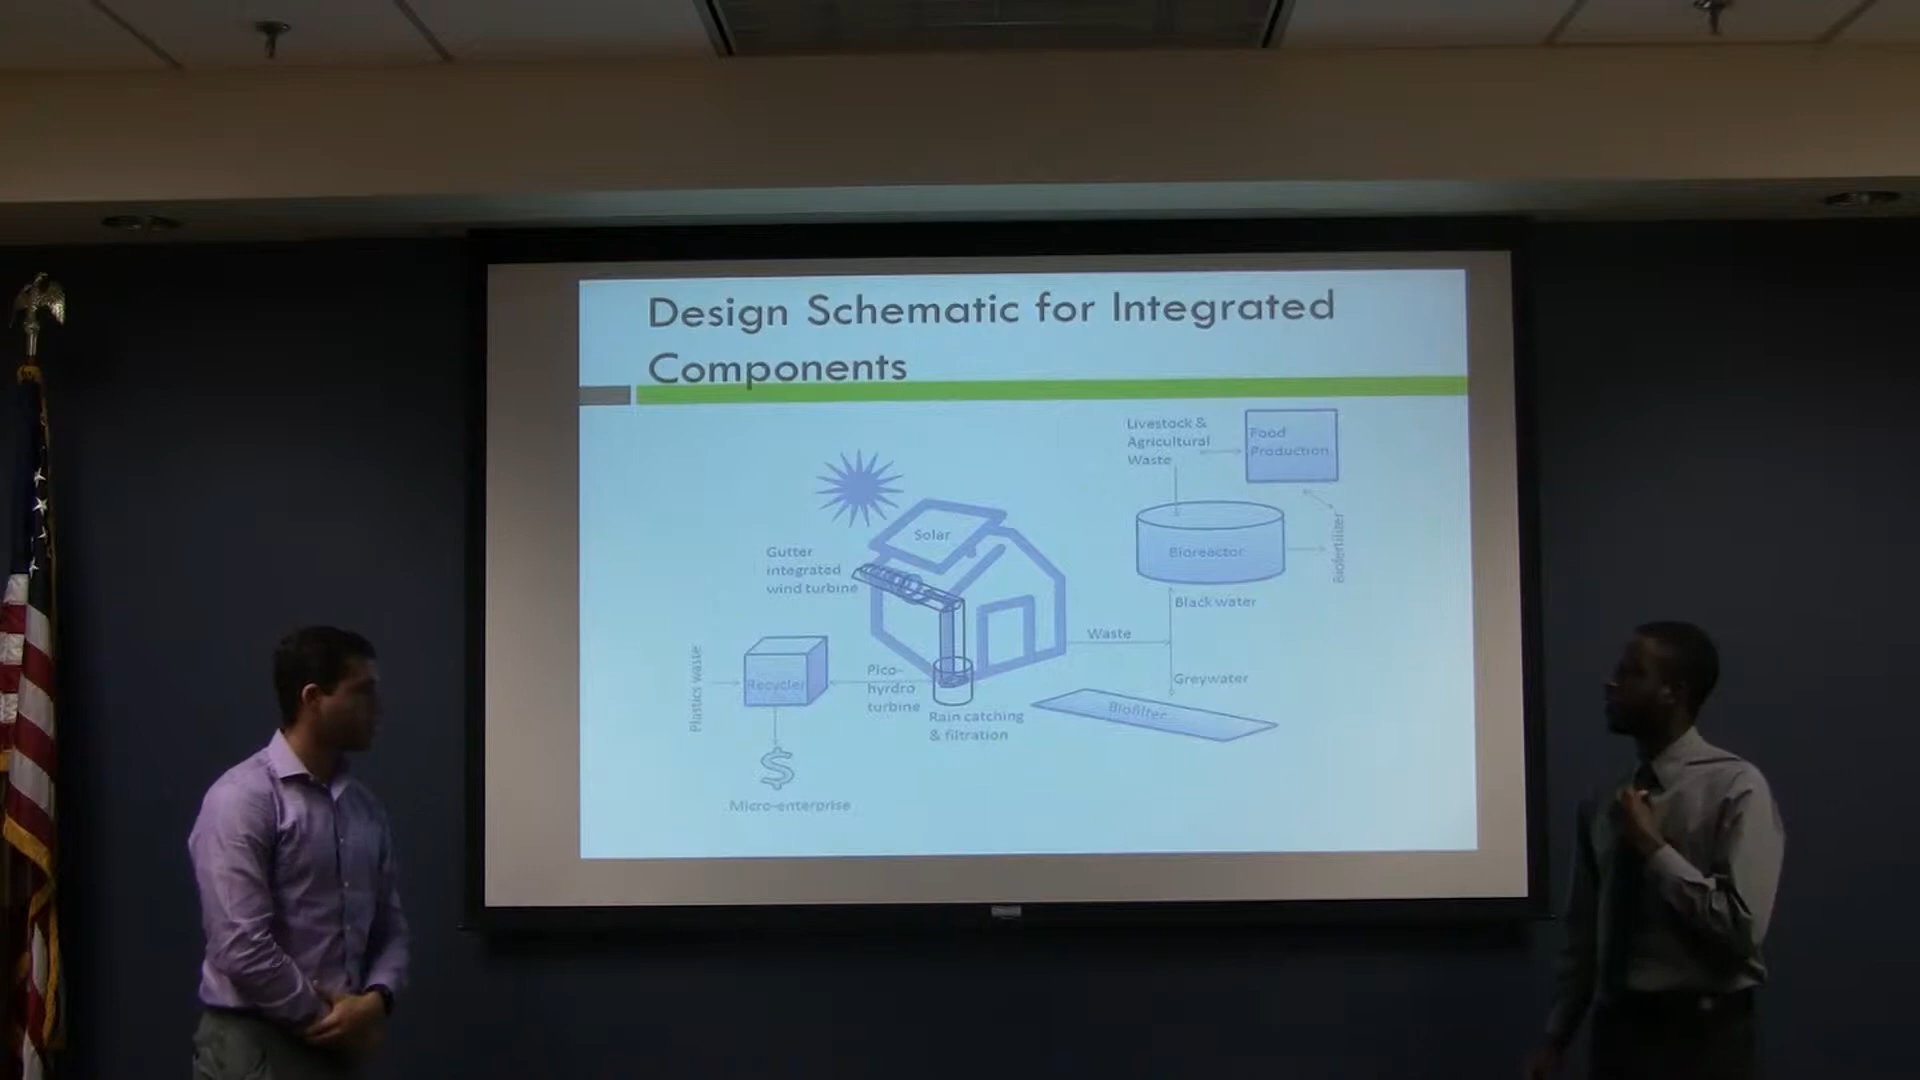 Design Schematic for Integrated
Components
Livestock &
Agricultural
Waste
Food
Production
Solar
Gutter
integrated
wind turbine
Bioreactor
Biofertilizer
Black water
Waste
Plastics waste
Recycler
Pico-
hyrdro
turbine
Greywater
Rain catching
& filtration
Biofilter
$
Micro-enterprise